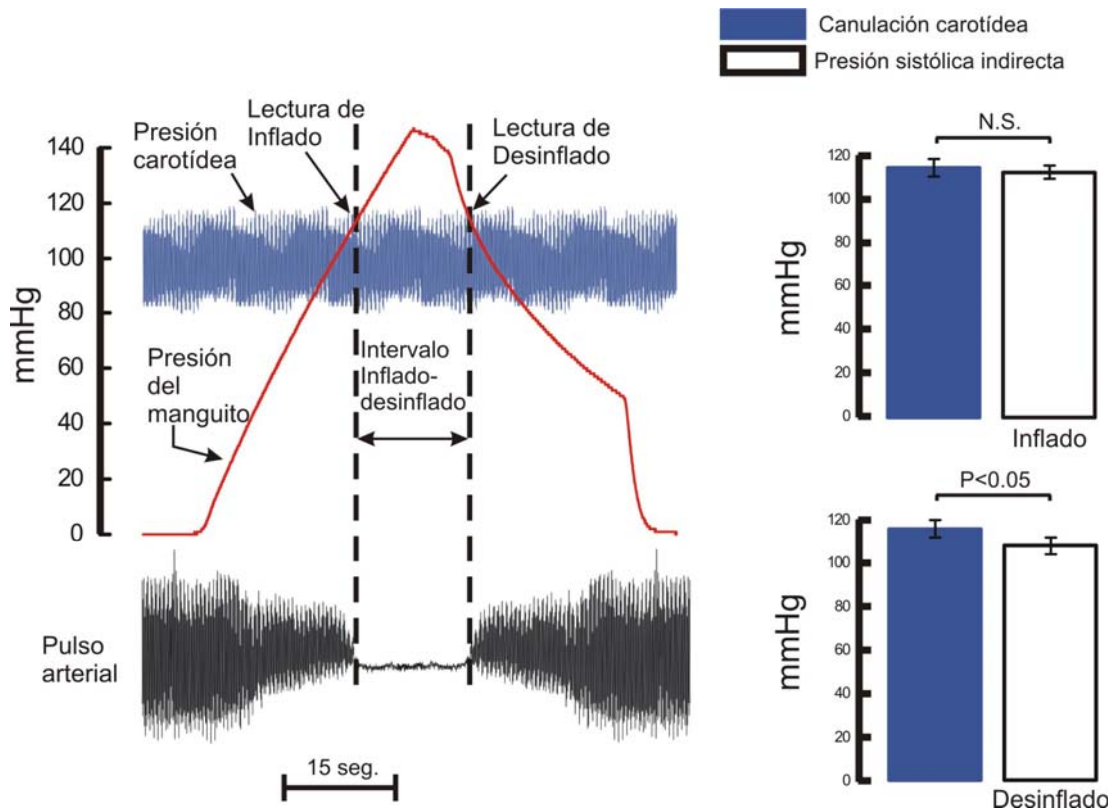 Canulación carotídea
Presión sistólica indirecta
Lectura de
Inflado
Presión
carotídea
Lectura de
Desinflado
140
120
100
80
60
40
20
0
mmHg
Presión
del
manguito
Intervalo
Inflado-
desinflado
Pulso
arterial
15 seg.
N.S.
120
100
80
60
40
20
0
mmHg
Inflado
P<0.05
120
100
80
60
40
20
0
mmHg
Desinflado